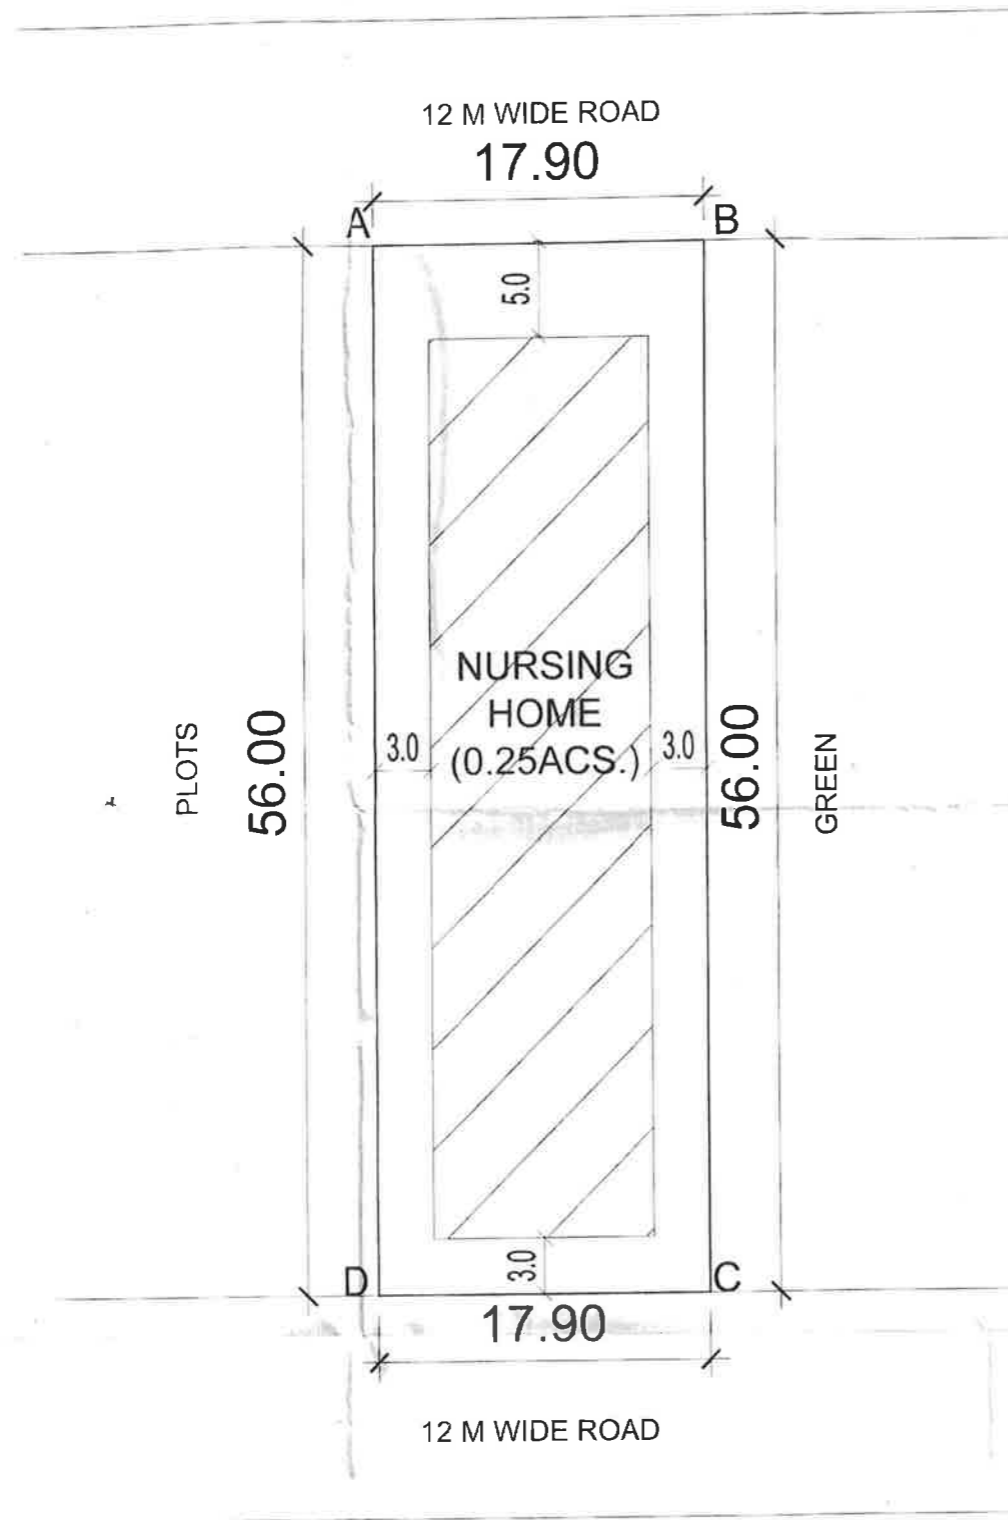 12 M WIDE ROAD
17.90
A
B
5.0
NURSING
HOME
(0.25ACS.)
3.0
3.0
PLOTS
56.00
56.00
GREEN
3.0
D
C
17.90
12 M WIDE ROAD